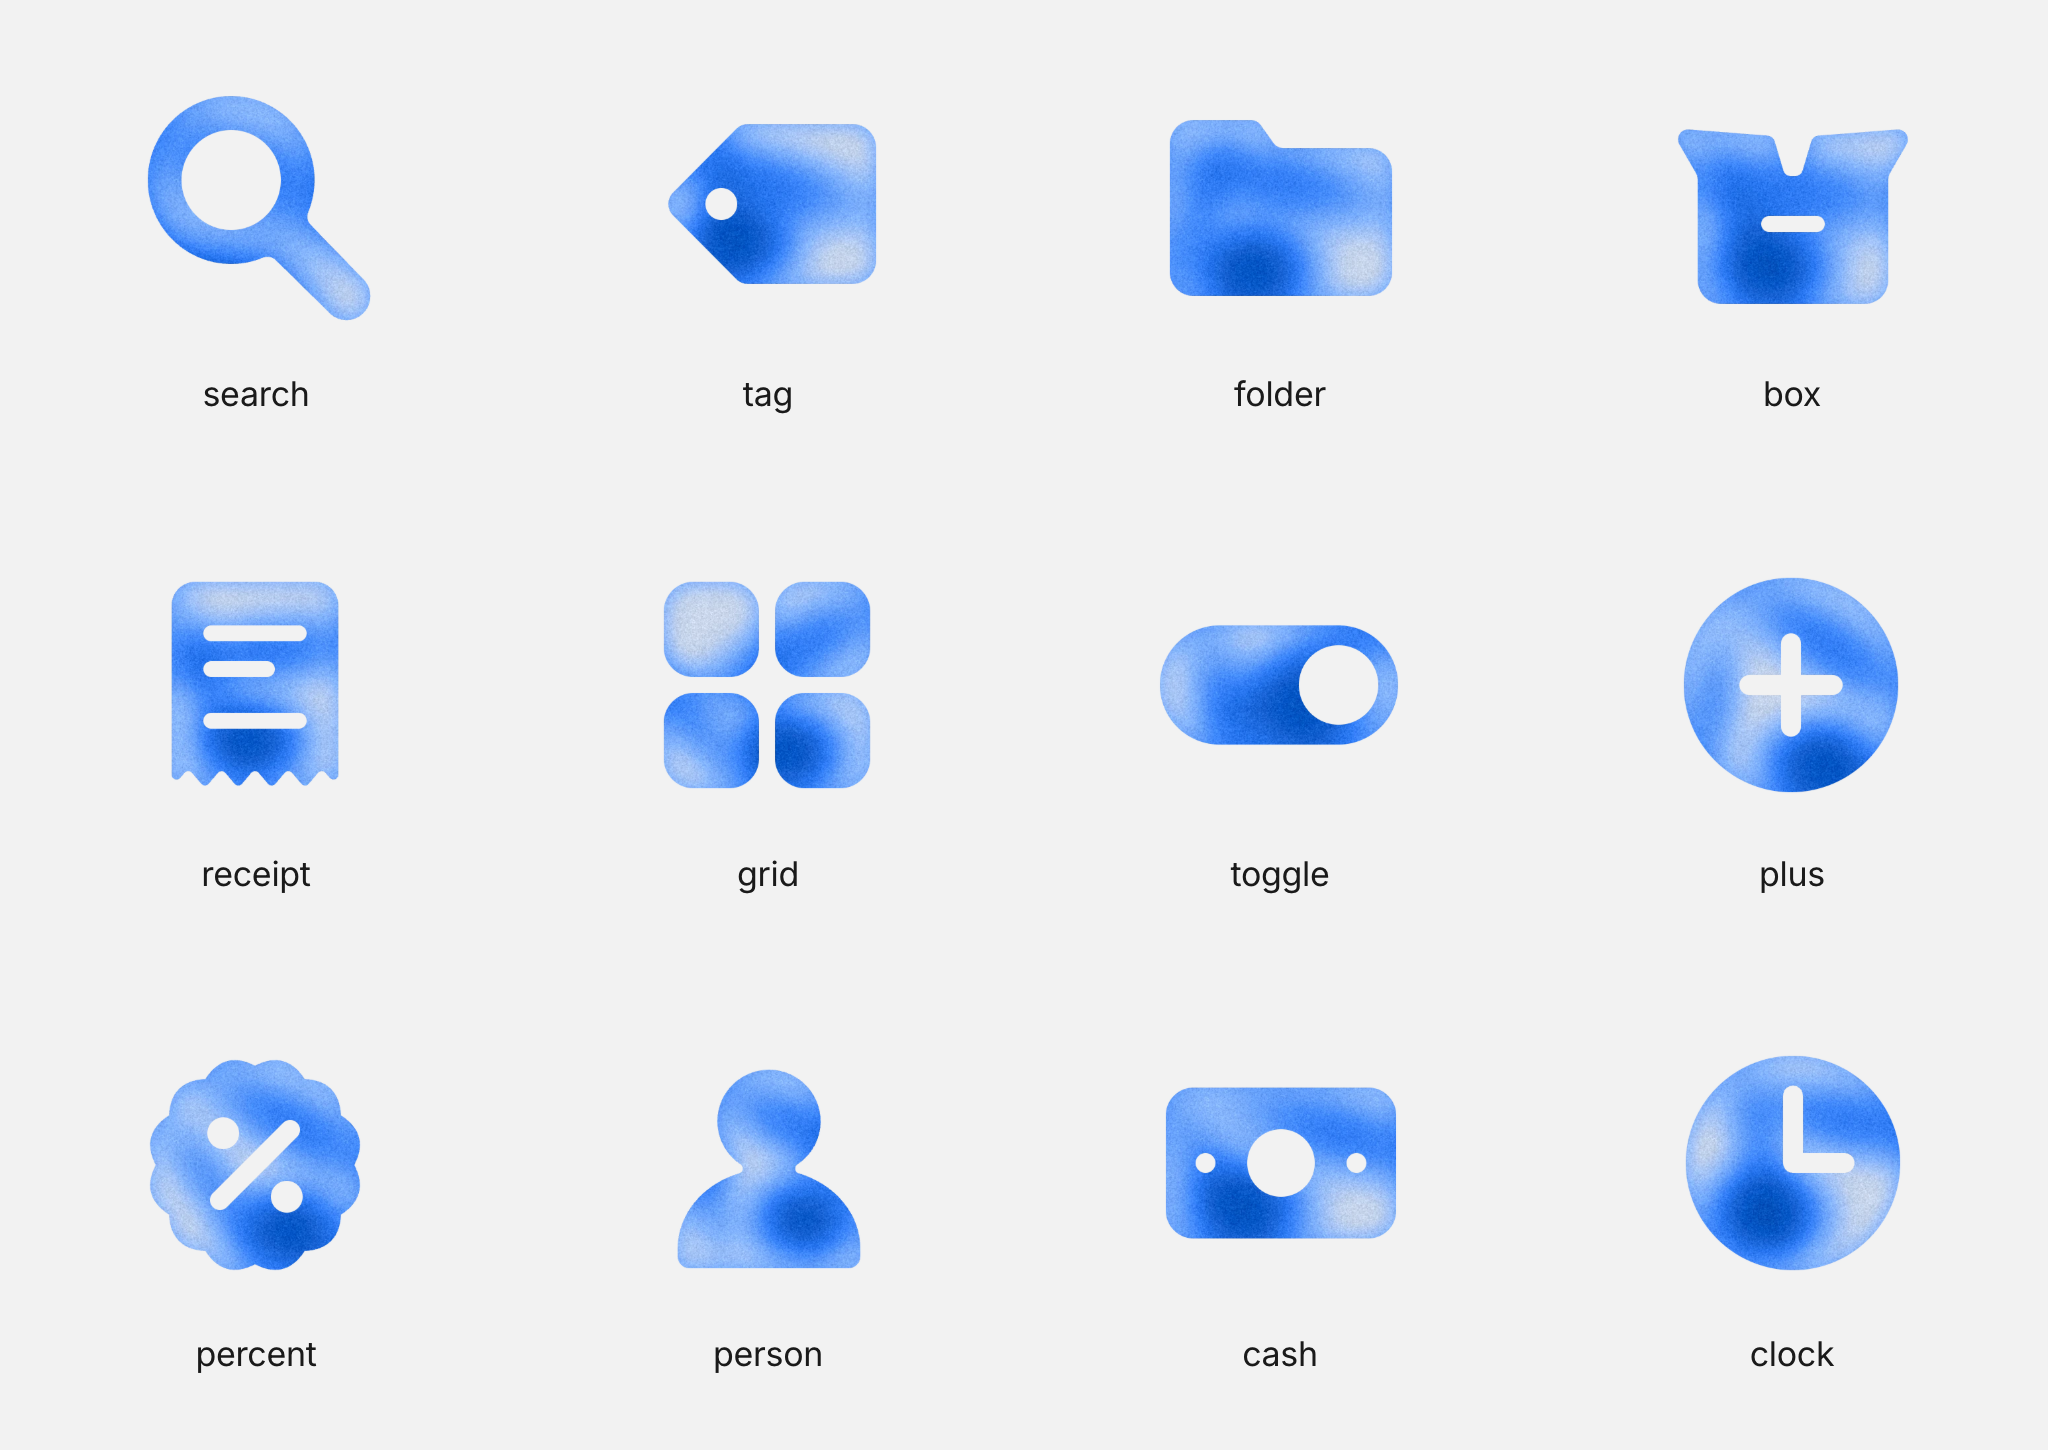 search
tag
folder
box
receipt
grid
toggle
plus
percent
person
cash
clock